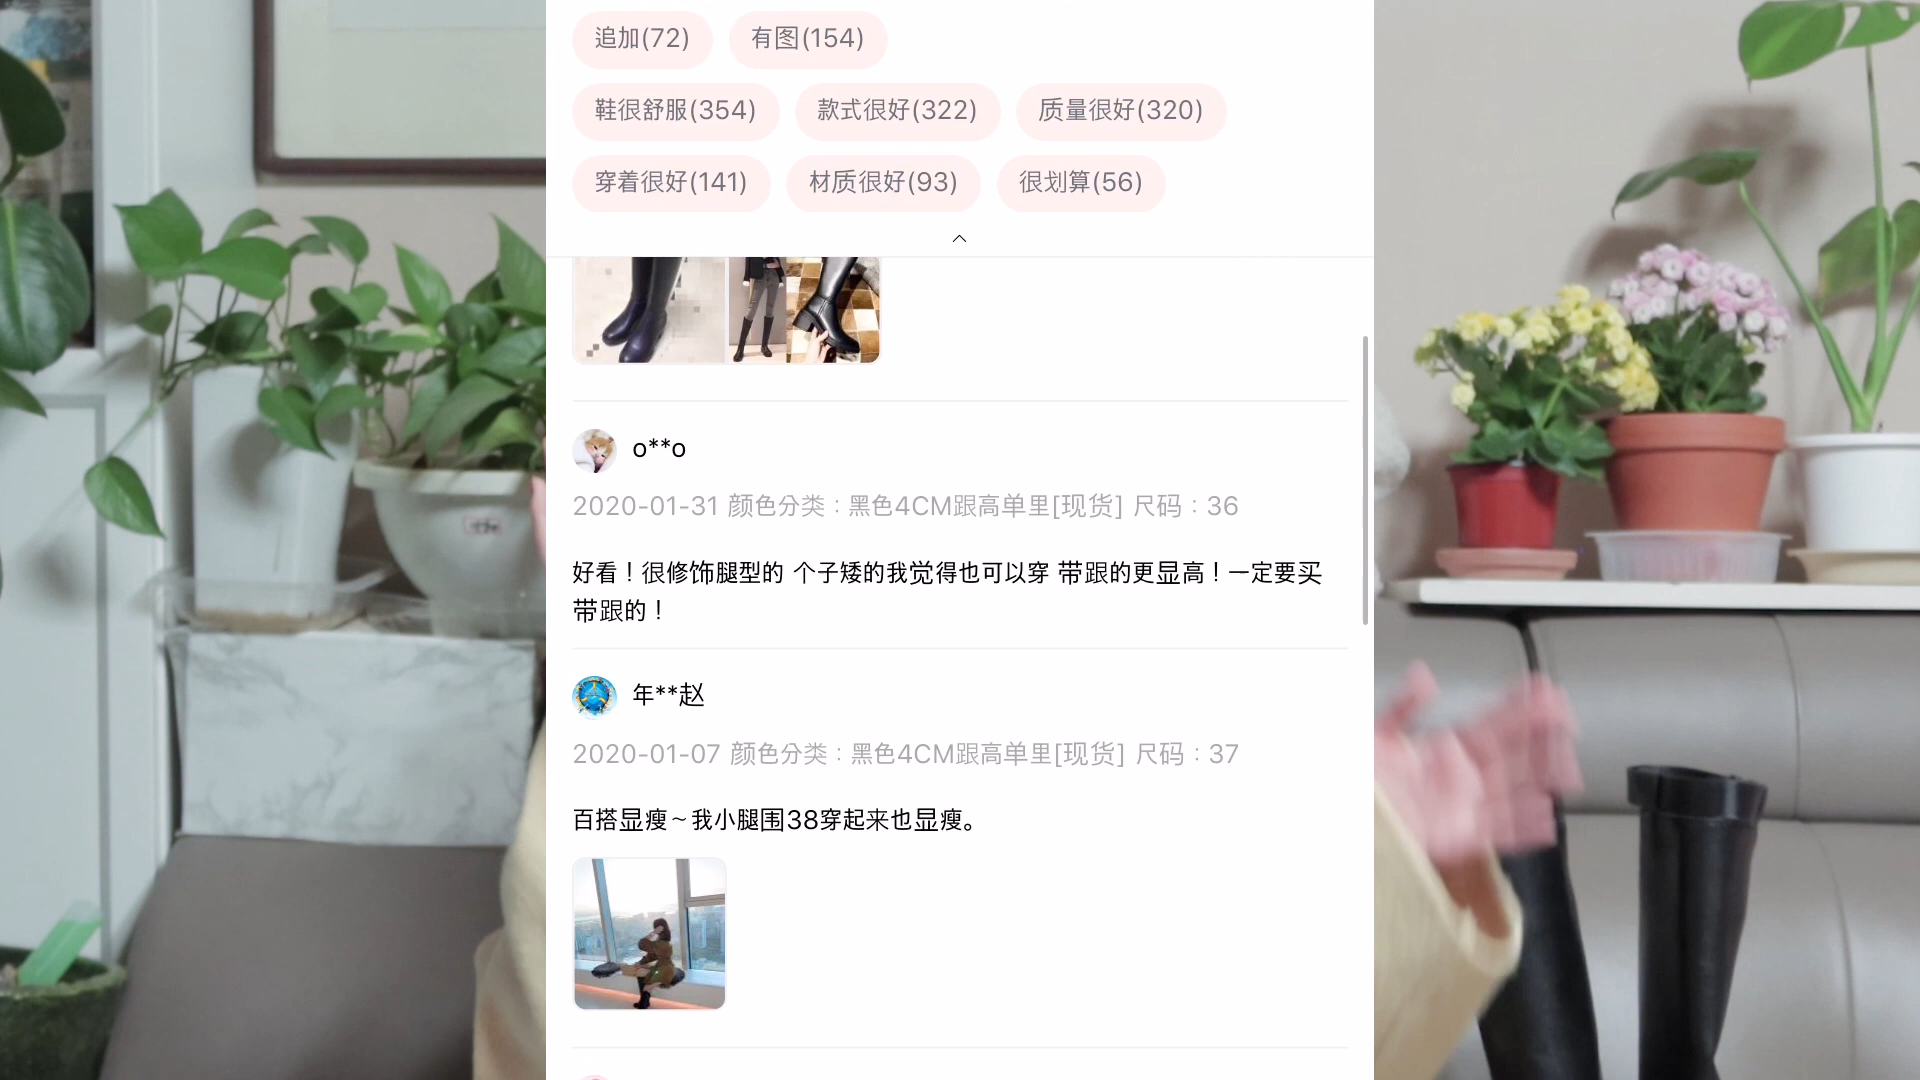 追加(72) 有图(154)
鞋很舒服(354) 款式很好(322) 质量很好(320)
穿着很好(141) 材质很好(93) 很划算(56)
o**o
2020-01-31 颜色分类：黑色4CM跟高单里[现货] 尺码：36
好看！很修饰腿型的 个子矮的我觉得也可以穿 带跟的更显高！一定要买
带跟的！
年**赵
2020-01-07 颜色分类：黑色4CM跟高单里[现货] 尺码：37
百搭显瘦～我小腿围38穿起来也显瘦。